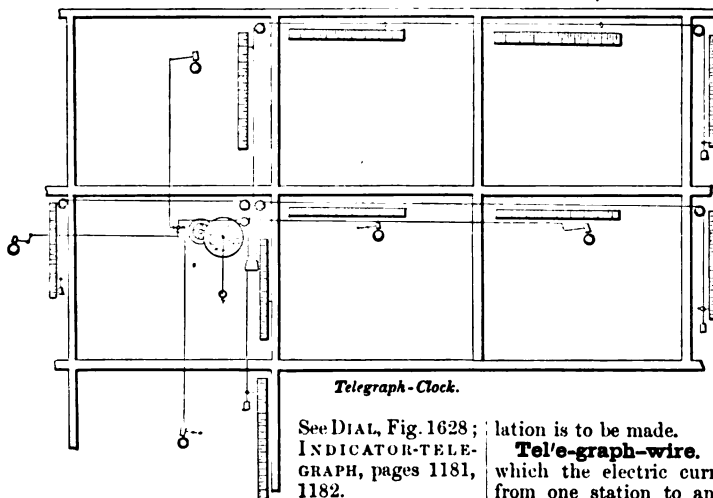 Telegraph-Clock.
See DIAL, Fig. 1628;
INDICATOR-TELE-
GRAPH, pages 1181,
1182.
lation is to be made.
Tel'e-graph-wire.
which the electric curr
from one station to an